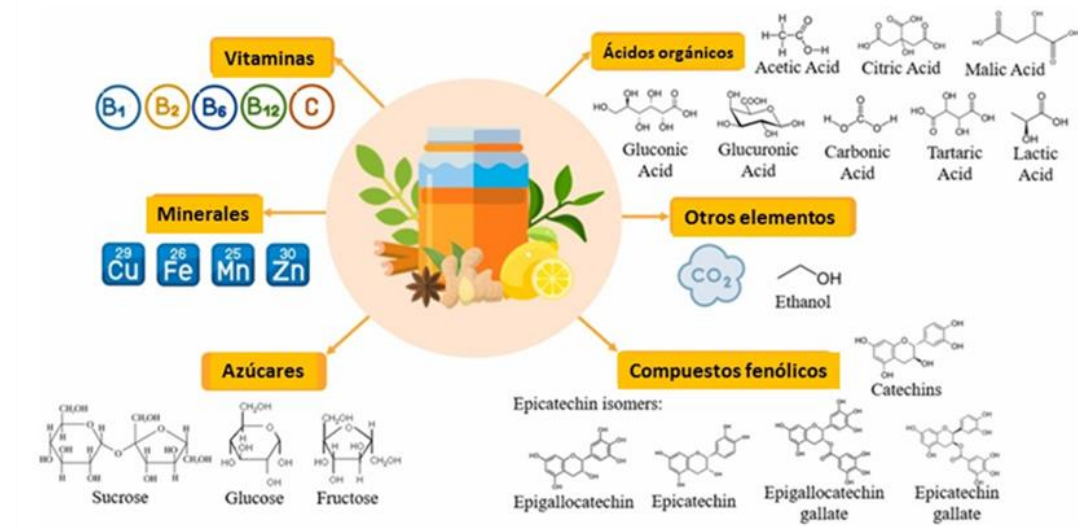 Vitaminas
B1 B2 B6 B12 C
Minerales
29 Cu 26 Fe 25 Mn 30 Zn
Azúcares
Sucrose
Glucose
Fructose
Ácidos orgánicos
Acetic Acid
Citric Acid
Malic Acid
Gluconic
Acid
Glucuronic
Acid
Carbonic
Acid
Tartaric
Acid
Lactic
Acid
Otros elementos
CO2
OH
Ethanol
Compuestos fenólicos
Catechins
Epicatechin isomers:
Epigallocatechin
Epicatechin
Epigallocatechin
gallate
Epicatechin
gallate